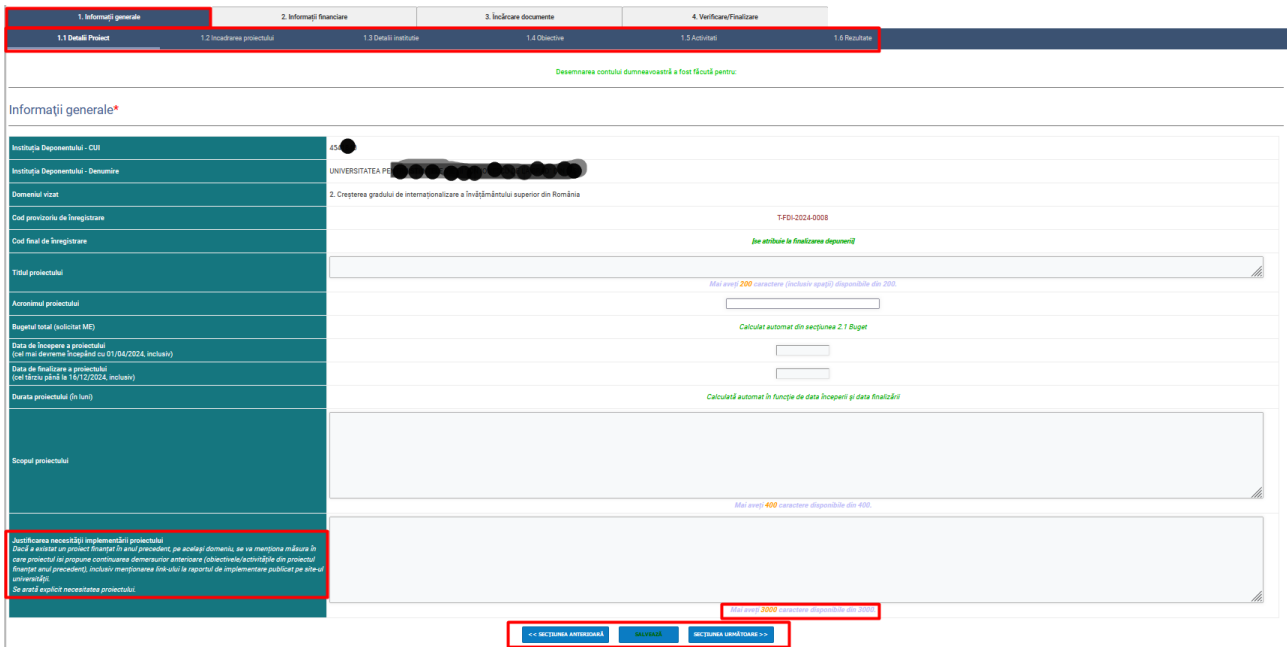 1. Informații generale
2. Informații financiare
3. Încărcare documente
4. Verificare/Finalizare
1.1 Detalii Proiect
1.2 Incadrarea proiectului
1.3 Detalii institutie
1.4 Obiective
1.5 Activitati
1.6 Rezultate
Desemnarea contului dumneavoastră a fost făcută pentru
Informaţii generale*
Instituția Deponentului - CUI
454
Instituția Deponentului - Denumire
UNIVERSITATEA PE
Domeniul vizat
2. Creșterea gradului de internaționalizare a învățământului superior din România
Cod provizoriu de înregistrare
T-FDI-2024-0008
Cod final de înregistrare
[se atribuie la finalizarea depunerii]
Titlul proiectului
Mai aveți 200 caractere (inclusiv spații) disponibile din 200.
Acronimul proiectului
Bugetul total (solicitat ME)
Calculat automat din secțiunea 2.1 Buget
Data de începere a proiectului
(cel mai devreme începând cu 01/04/2024, inclusiv)
Data de finalizare a proiectului
(cel târziu până la 16/12/2024, inclusiv)
Durata proiectului (în luni)
Calculată automat în funcție de data începerii și data finalizării
Scopul proiectului
Mai aveți 400 caractere disponibile din 400.
Justificarea necesității implementării proiectului
Dacă a existat un proiect finanțat în anul precedent, pe același domeniu, se va menționa măsura în
care proiectul isi propune continuarea demersurior anterioare (obiectivele/activitățile din proiectul
finanțat anul precedent), inclusiv menționarea link-ului la raportul de implementare publicat pe site-ul
universității.
Se arată explicit necesitatea proiectului.
Mai aveți 3000 caractere disponibile din 3000.
<< SECȚIUNEA ANTERIOARĂ
SALVEAZĂ
SECȚIUNEA URMĂTOARE >>